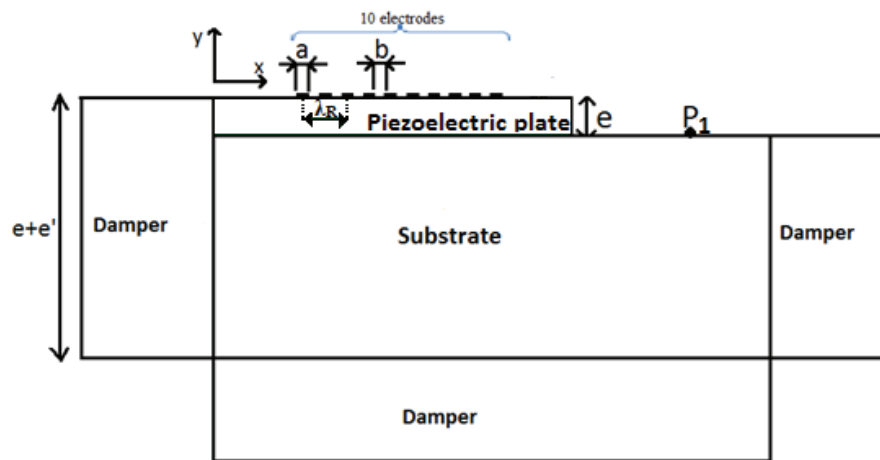 10 electrodes
y
a
b
x
λR
Piezoelectric plate
e
P1
e+e'
Damper
Substrate
Damper
Damper